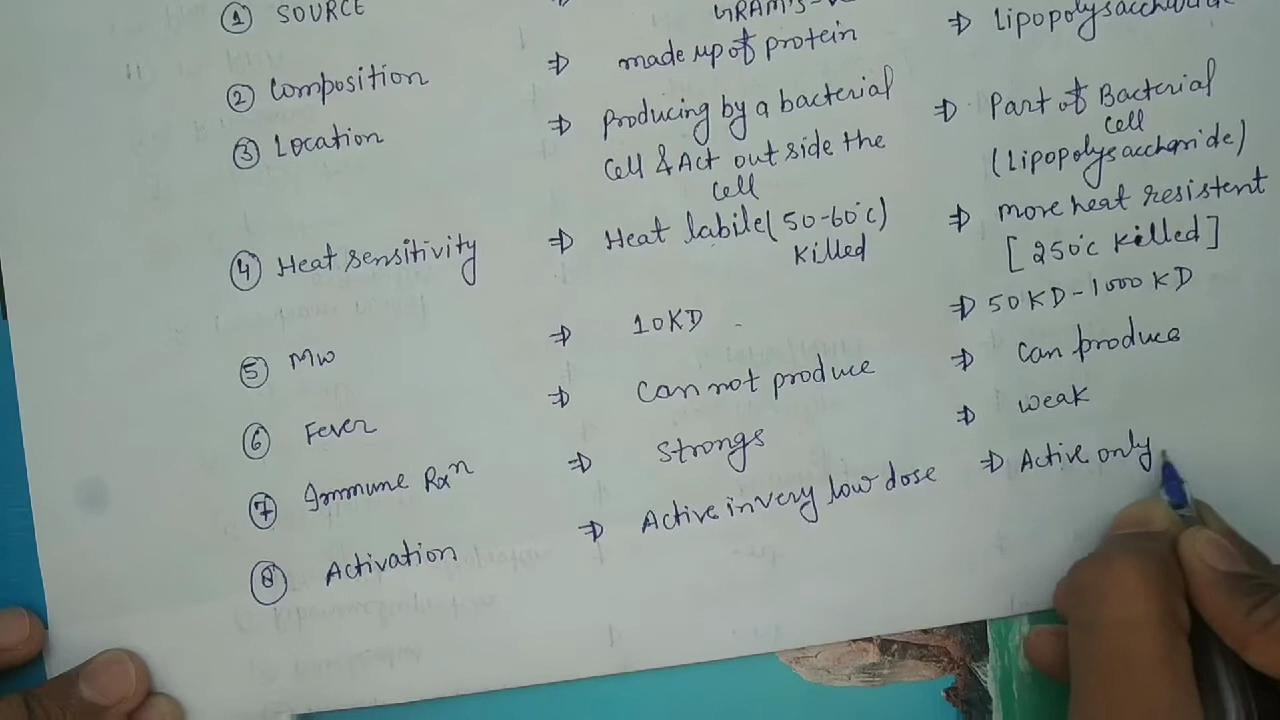 ① SOURCE
GRAM'S
② Composition ⇒ made up of protein ⇒ Lipopolysaccharide
③ Location ⇒ Producing by a bacterial ⇒ Part of Bacterial
cell & Act out side the cell
cell (Lipopolysaccharide)
④ Heat sensitivity ⇒ Heat labile (50-60°c) ⇒ more heat resistent
killed [250°c killed]
⑤ Mw ⇒ 10KD ⇒ 50KD-1000KD
⑥ Fever ⇒ Can not produce ⇒ can produce
⑦ Immune Rxⁿ ⇒ Strongs ⇒ weak
⑧ Activation ⇒ Active in very low dose ⇒ Active only